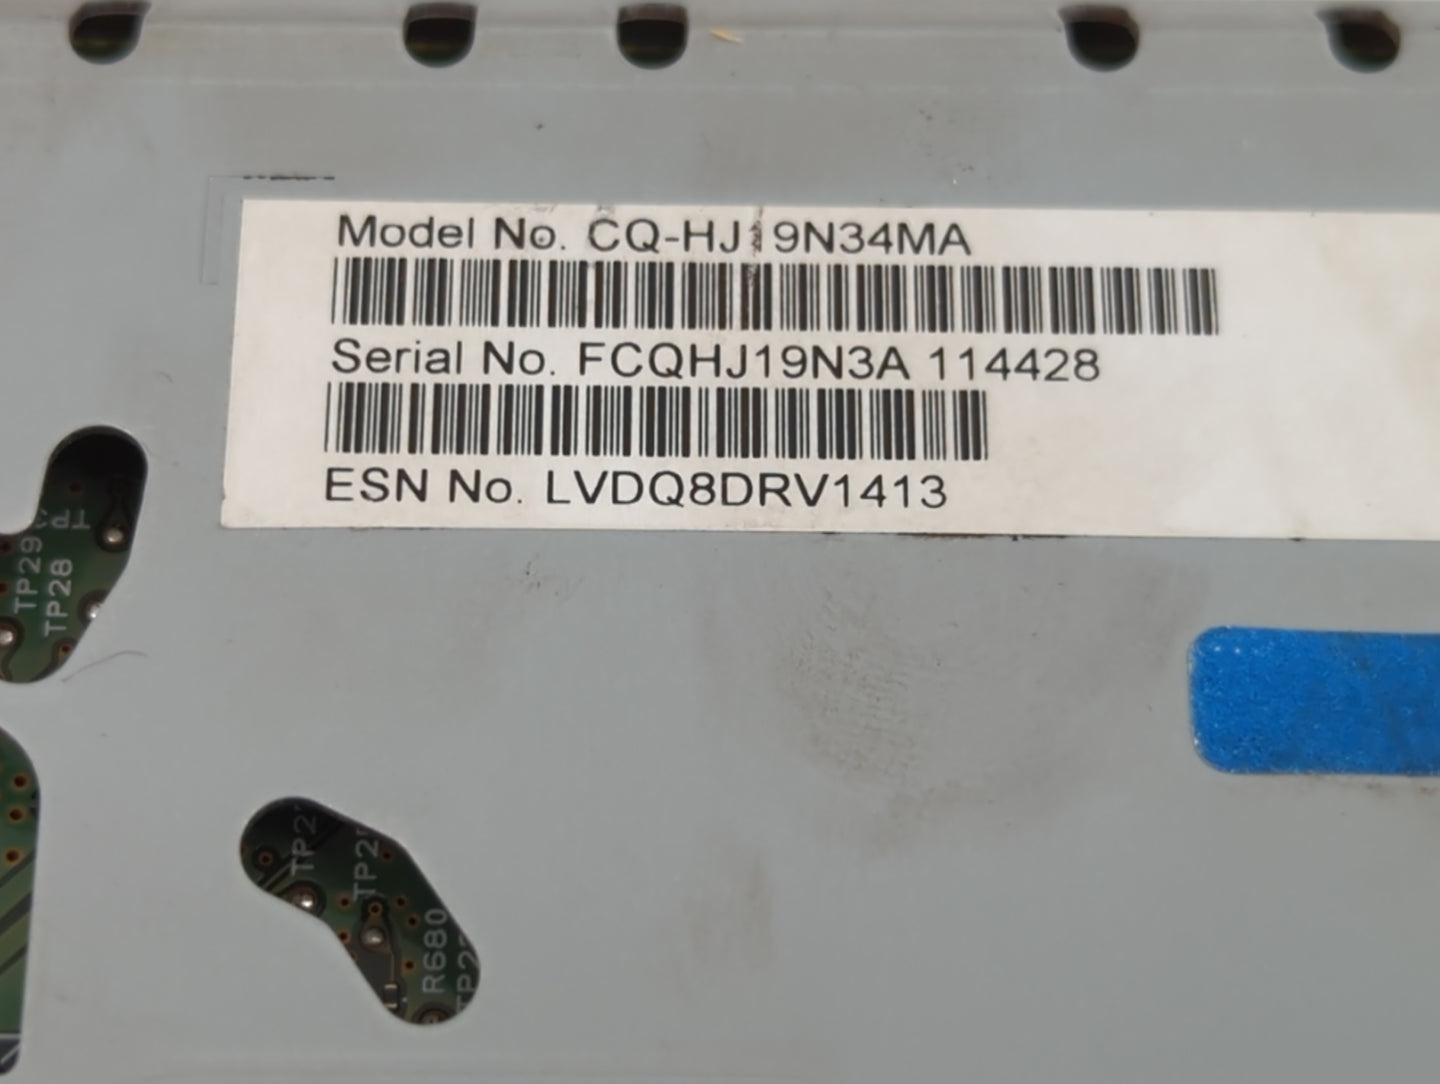 Model No. CQ-HJ19N34MA
Serial No. FCQHJ19N3A 114428
ESN No. LVDQ8DRV1413
TP29
TP28
R680